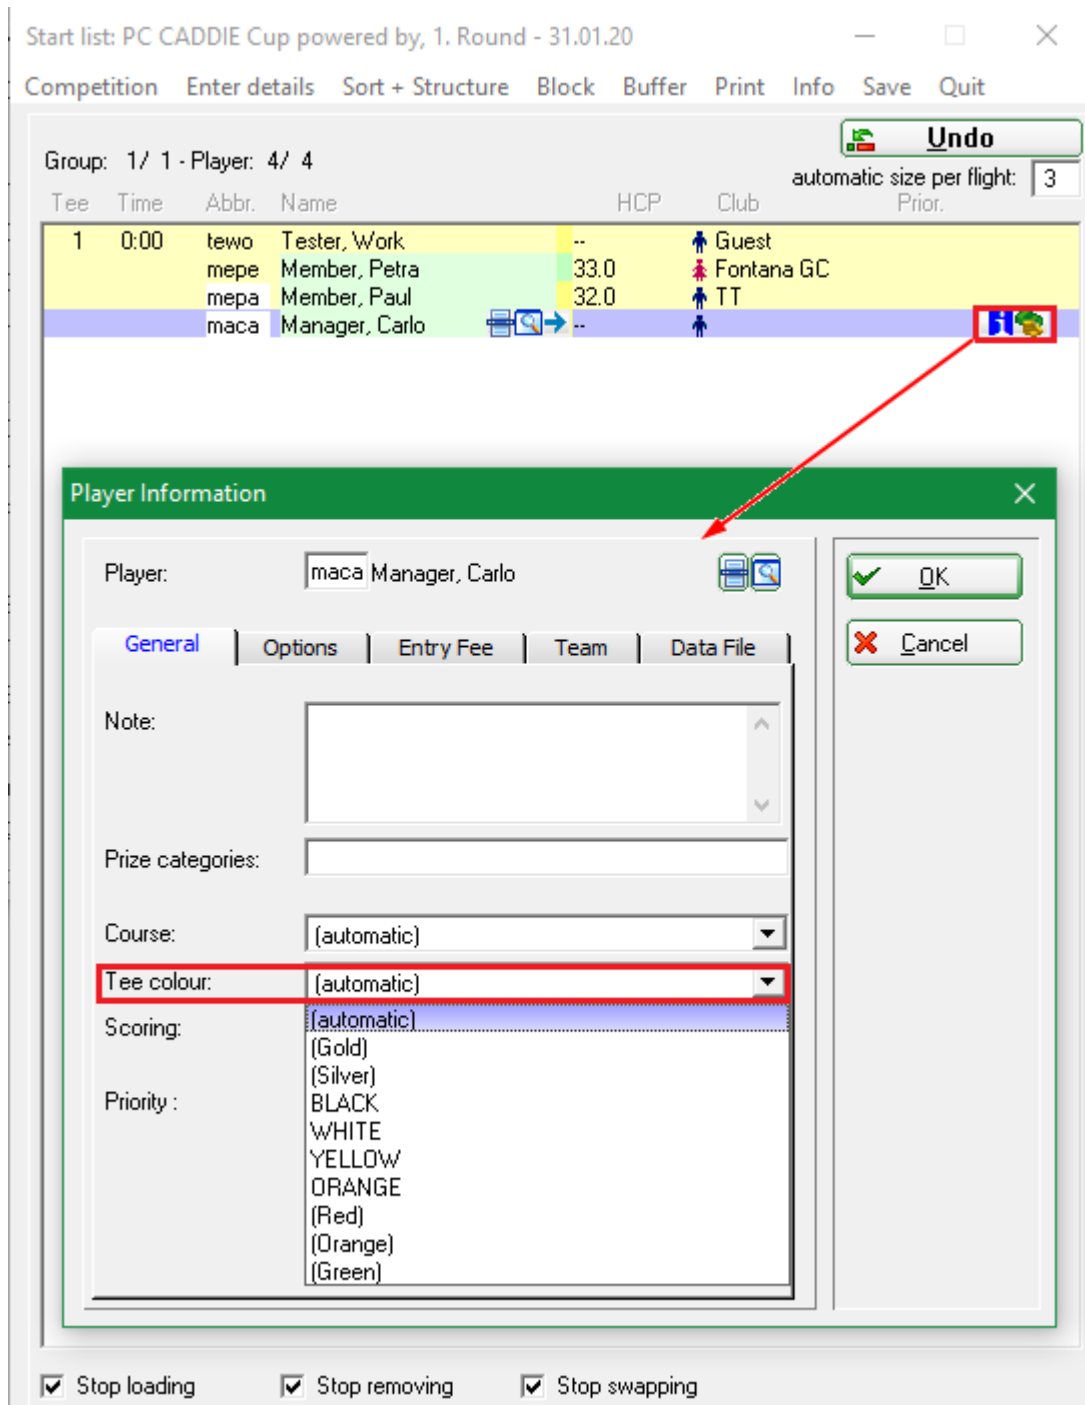 Start list: PC CADDIE Cup powered by, 1. Round - 31.01.20
Competition Enter details Sort + Structure Block Buffer Print Info Save Quit
Undo
Group: 1/ 1 - Player: 4/ 4
automatic size per flight: 3
Tee Time Abbr. Name HCP Club Prior.
1 0:00 tewo Tester, Work -- Guest
mepe Member, Petra 33.0 Fontana GC
mepa Member, Paul 32.0 TT
maca Manager, Carlo --
Player Information
Player: maca Manager, Carlo
OK
General Options Entry Fee Team Data File
Cancel
Note:
Prize categories:
Course: (automatic)
Tee colour: (automatic)
Scoring:
Priority :
(automatic)
(Gold)
(Silver)
BLACK
WHITE
YELLOW
ORANGE
(Red)
(Orange)
(Green)
Stop loading Stop removing Stop swapping